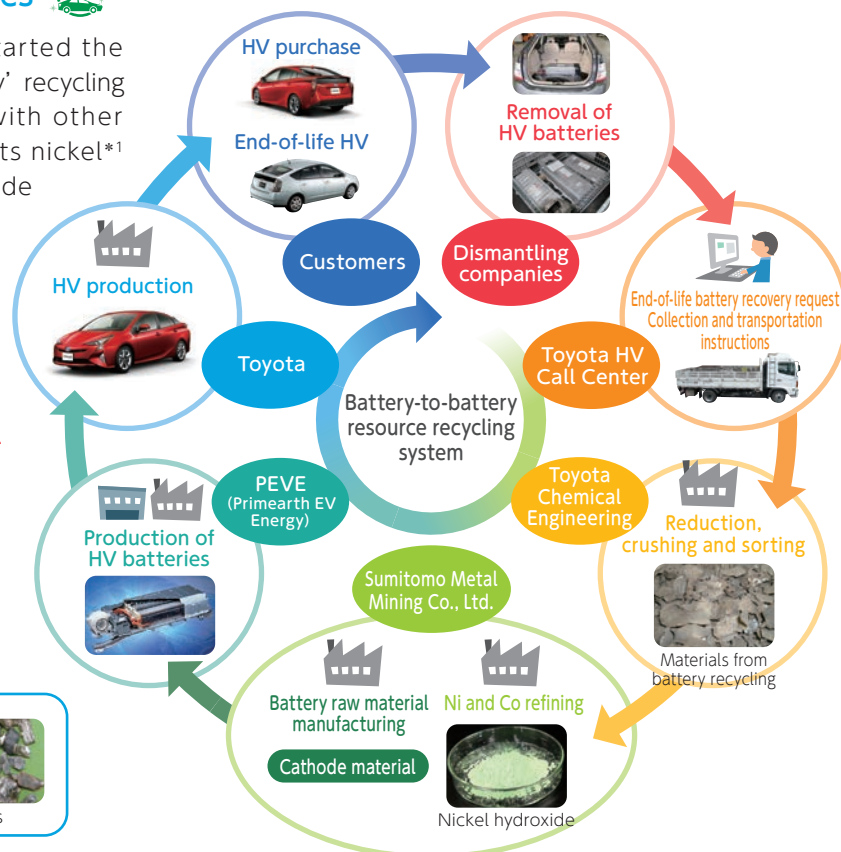 HV purchase
End-of-life HV
Removal of
HV batteries
recycling
with other
nickel*1
Customers
Dismantling
companies
HV production
End-of-life battery recovery request
Collection and transportation
instructions
Toyota
Toyota HV
Call Center
Battery-to-battery
resource recycling
system
PEVE
(Primearth EV
Energy)
Toyota
Chemical
Engineering
Production of
HV batteries
Reduction,
crushing and sorting
Sumitomo Metal
Mining Co., Ltd.
Materials from
battery recycling
Battery raw material
manufacturing
Ni and Co refining
Cathode material
Nickel hydroxide